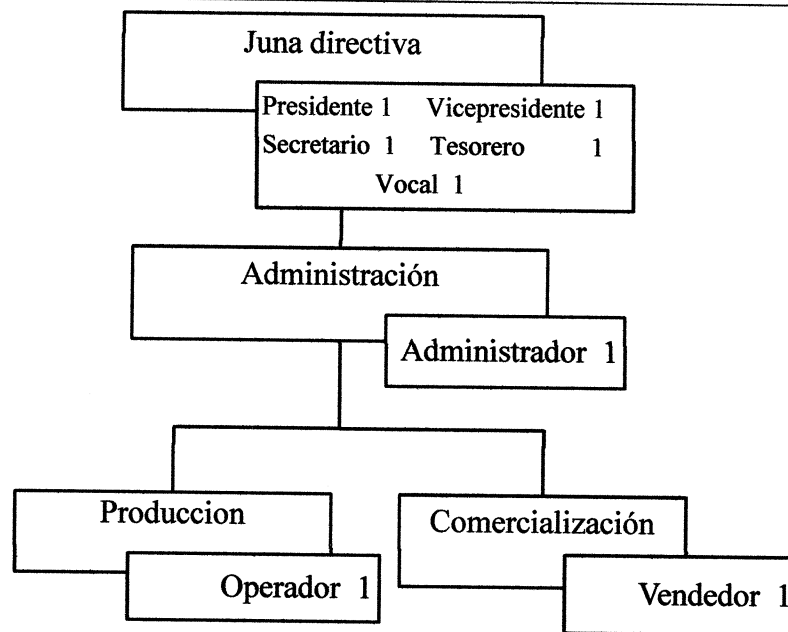 Juna directiva
Presidente 1 Vicepresidente 1
Secretario 1 Tesorero 1
Vocal 1
Administración
Administrador 1
Produccion
Operador 1
Comercialización
Vendedor 1